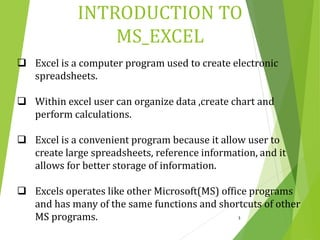 INTRODUCTION TO
MS_EXCEL
❑ Excel is a computer program used to create electronic
spreadsheets.
❑ Within excel user can organize data ,create chart and
perform calculations.
❑ Excel is a convenient program because it allow user to
create large spreadsheets, reference information, and it
allows for better storage of information.
❑ Excels operates like other Microsoft(MS) office programs
and has many of the same functions and shortcuts of other
MS programs.